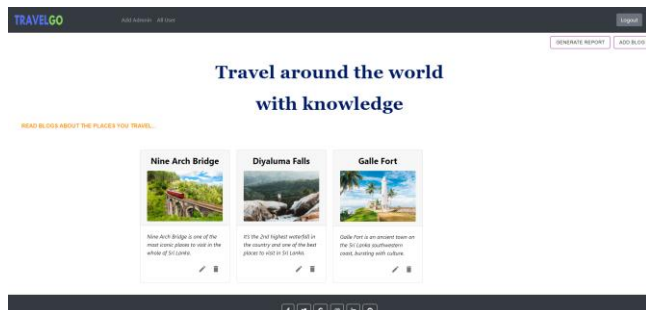 TRAVELGO
Add Admin All User
Logout
GENERATE REPORT ADD BLOG
Travel around the world
with knowledge
READ BLOGS ABOUT THE PLACES YOU TRAVEL...
Nine Arch Bridge
Nine Arch Bridge is one of the
most iconic places to visit in the
whole of Sri Lanka.
Diyaluma Falls
It's the 2nd highest waterfall in
the country and one of the best
places to visit in Sri Lanka.
Galle Fort
Galle Fort is an ancient town on
the Sri Lanka southwestern
coast, bursting with culture.